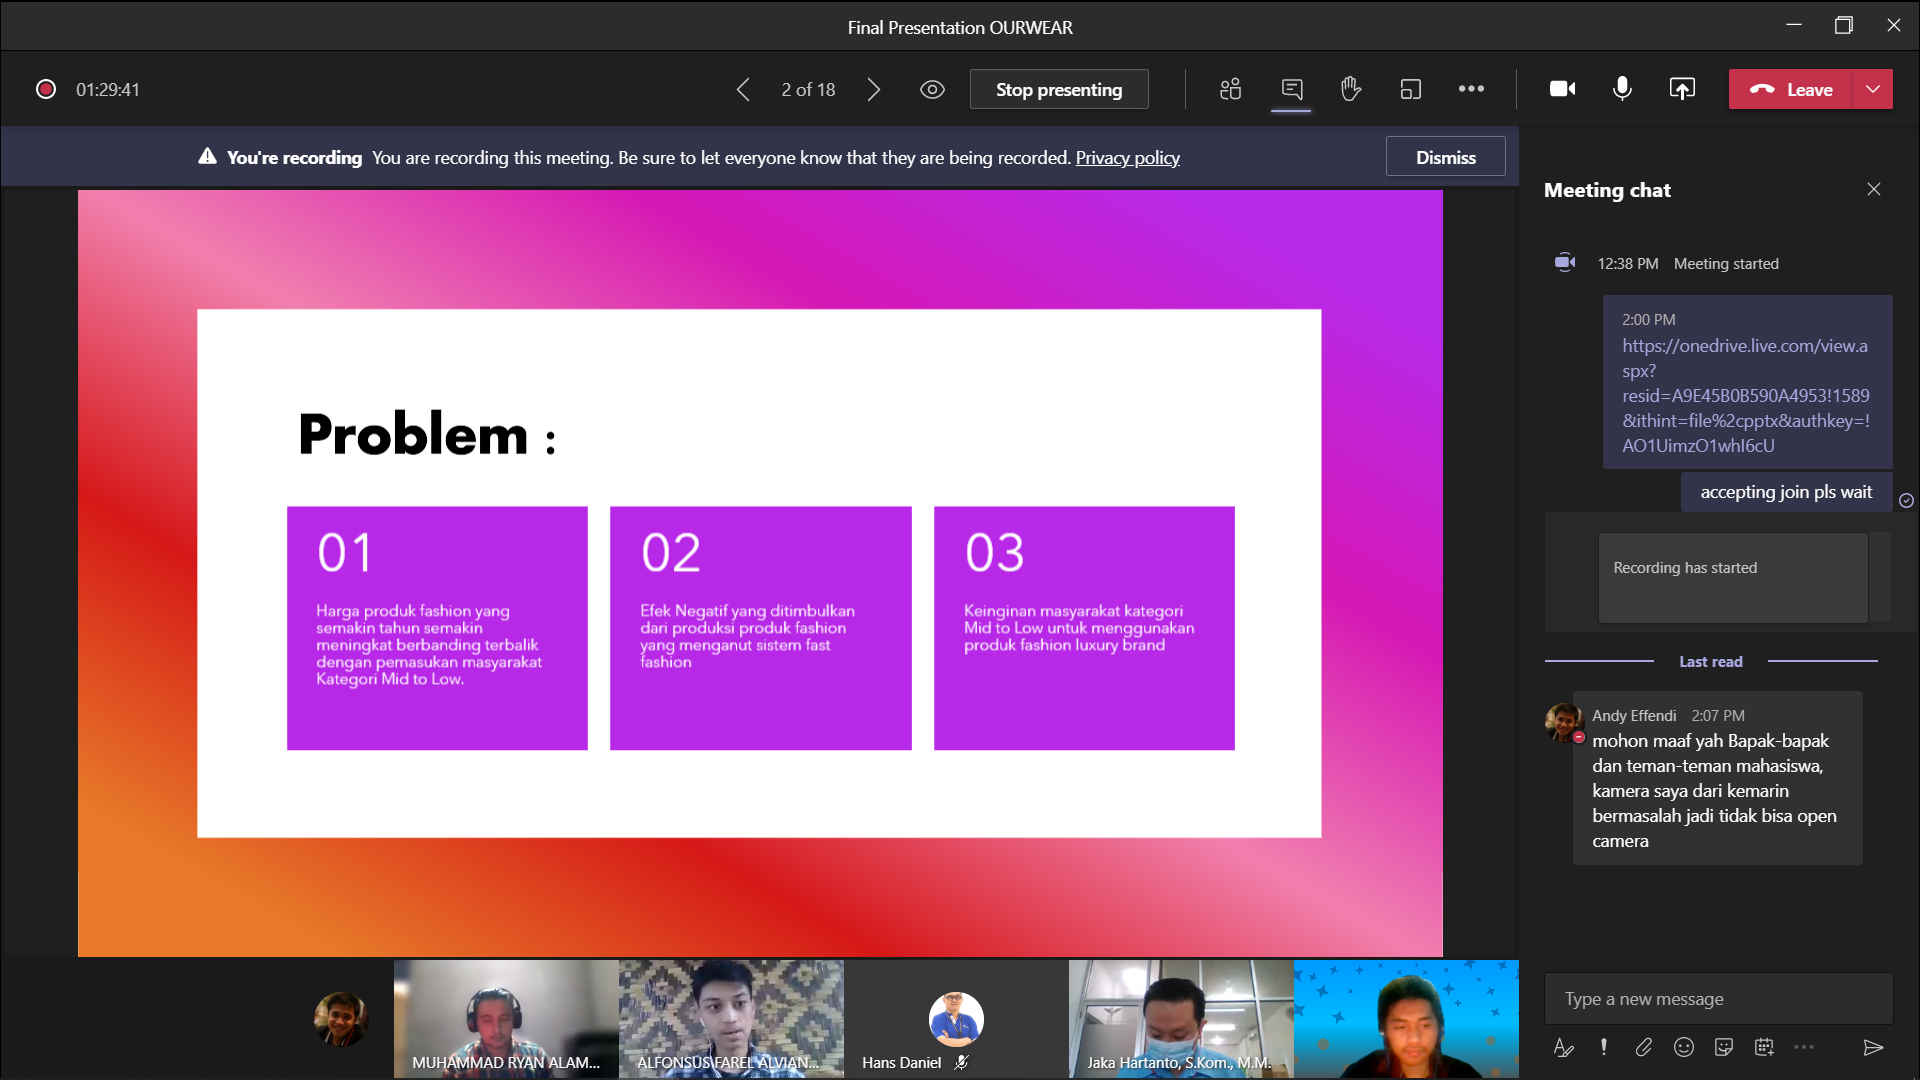 Final Presentation OURWEAR
01:29:41
2 of 18
Stop presenting
Leave
You're recording You are recording this meeting. Be sure to let everyone know that they are being recorded. Privacy policy
Dismiss
Problem :
01
Harga produk fashion yang
semakin tahun semakin
meningkat berbanding terbalik
dengan pemasukan masyarakat
Kategori Mid to Low.
02
Efek Negatif yang ditimbulkan
dari produksi produk fashion
yang menganut sistem fast
fashion
03
Keinginan masyarakat kategori
Mid to Low untuk menggunakan
produk fashion luxury brand
Meeting chat
12:38 PM Meeting started
2:00 PM
https://onedrive.live.com/view.a
spx?
resid=A9E45B0B590A4953!1589
&ithint=file%2cpptx&authkey=!
AO1UimzO1whI6cU
accepting join pls wait
Recording has started
Last read
Andy Effendi 2:07 PM
mohon maaf yah Bapak-bapak
dan teman-teman mahasiswa,
kamera saya dari kemarin
bermasalah jadi tidak bisa open
camera
Type a new message
MUHAMMAD RYAN ALAM...
ALFONSUS FAREL ALVIAN...
Hans Daniel
Jaka Hartanto, S.Kom., M.M.